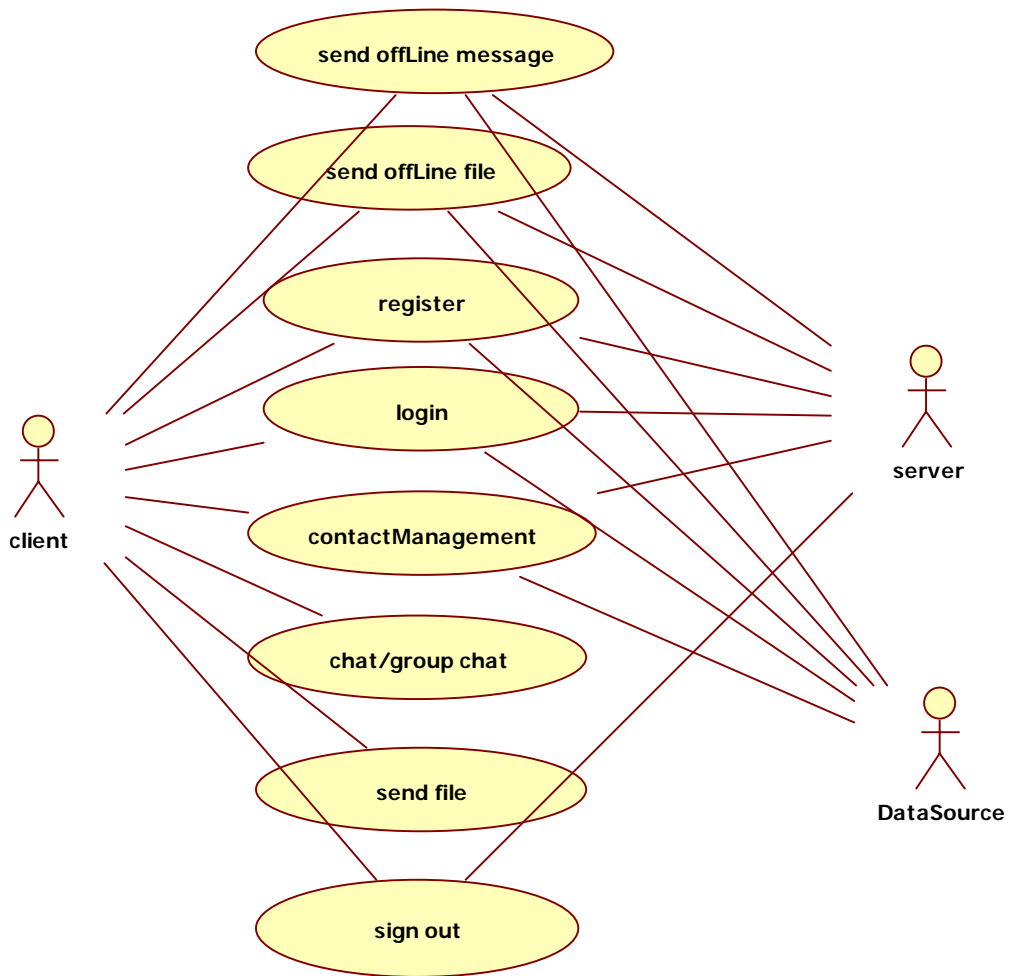 send offLine message
send offLine file
register
login
server
client
contactManagement
chat/group chat
send file
DataSource
sign out